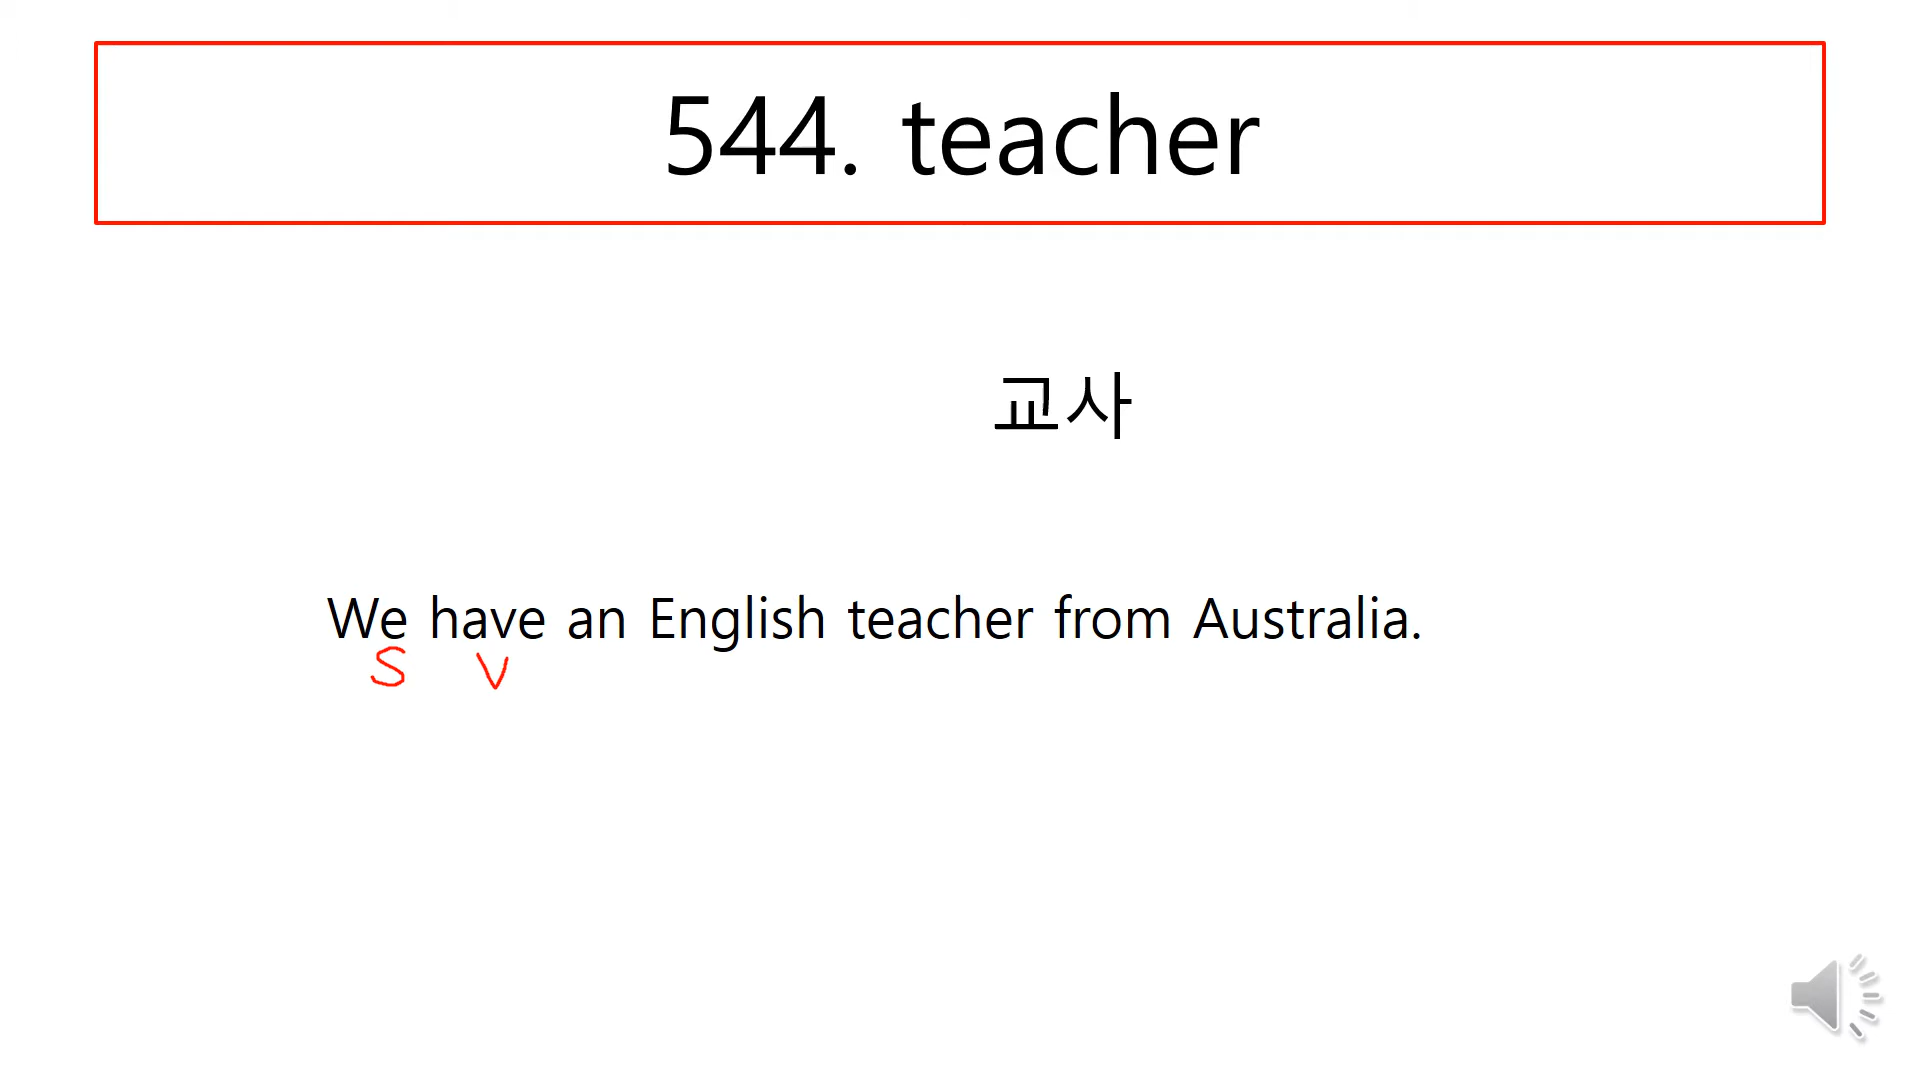 544. teacher
교사
We have an English teacher from Australia.
S V